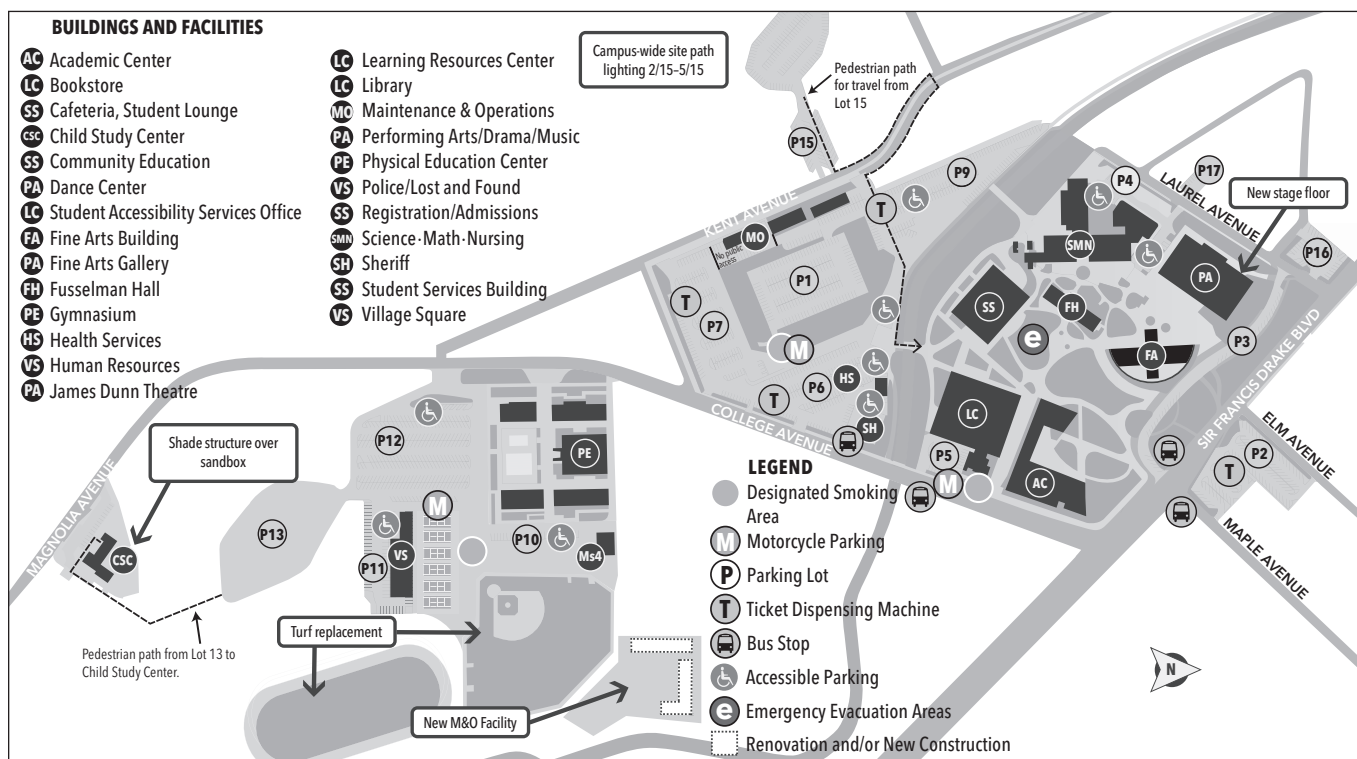 BUILDINGS AND FACILITIES
AC Academic Center
LC Bookstore
SS Cafeteria, Student Lounge
CSC Child Study Center
SS Community Education
PA Dance Center
LC Student Accessibility Services Office
FA Fine Arts Building
PA Fine Arts Gallery
FH Fusselman Hall
PE Gymnasium
HS Health Services
VS Human Resources
PA James Dunn Theatre
LC Learning Resources Center
LC Library
MO Maintenance & Operations
PA Performing Arts/Drama/Music
PE Physical Education Center
VS Police/Lost and Found
SS Registration/Admissions
SMN Science·Math·Nursing
SH Sheriff
SS Student Services Building
VS Village Square
Campus-wide site path
lighting 2/15–5/15
Pedestrian path
for travel from
Lot 15
P15
P9
P4
P17
LAUREL AVENUE
New stage floor
KENT AVENUE
T
MO
No public
access
SMN
P16
PA
P1
T
P7
SS
FH
e
P3
M
FA
P6
HS
T
LC
SH
COLLEGE AVENUE
SIR FRANCIS DRAKE BLVD
ELM AVENUE
P2
T
MAPLE AVENUE
P5
M
AC
P12
PE
Shade structure over
sandbox
MAGNOLIA AVENUE
P13
M
P10
CSC
VS
P11
Ms4
Turf replacement
Pedestrian path from Lot 13 to
Child Study Center.
New M&O Facility
LEGEND
Designated Smoking
Area
M Motorcycle Parking
P Parking Lot
T Ticket Dispensing Machine
Bus Stop
Accessible Parking
e Emergency Evacuation Areas
Renovation and/or New Construction
N